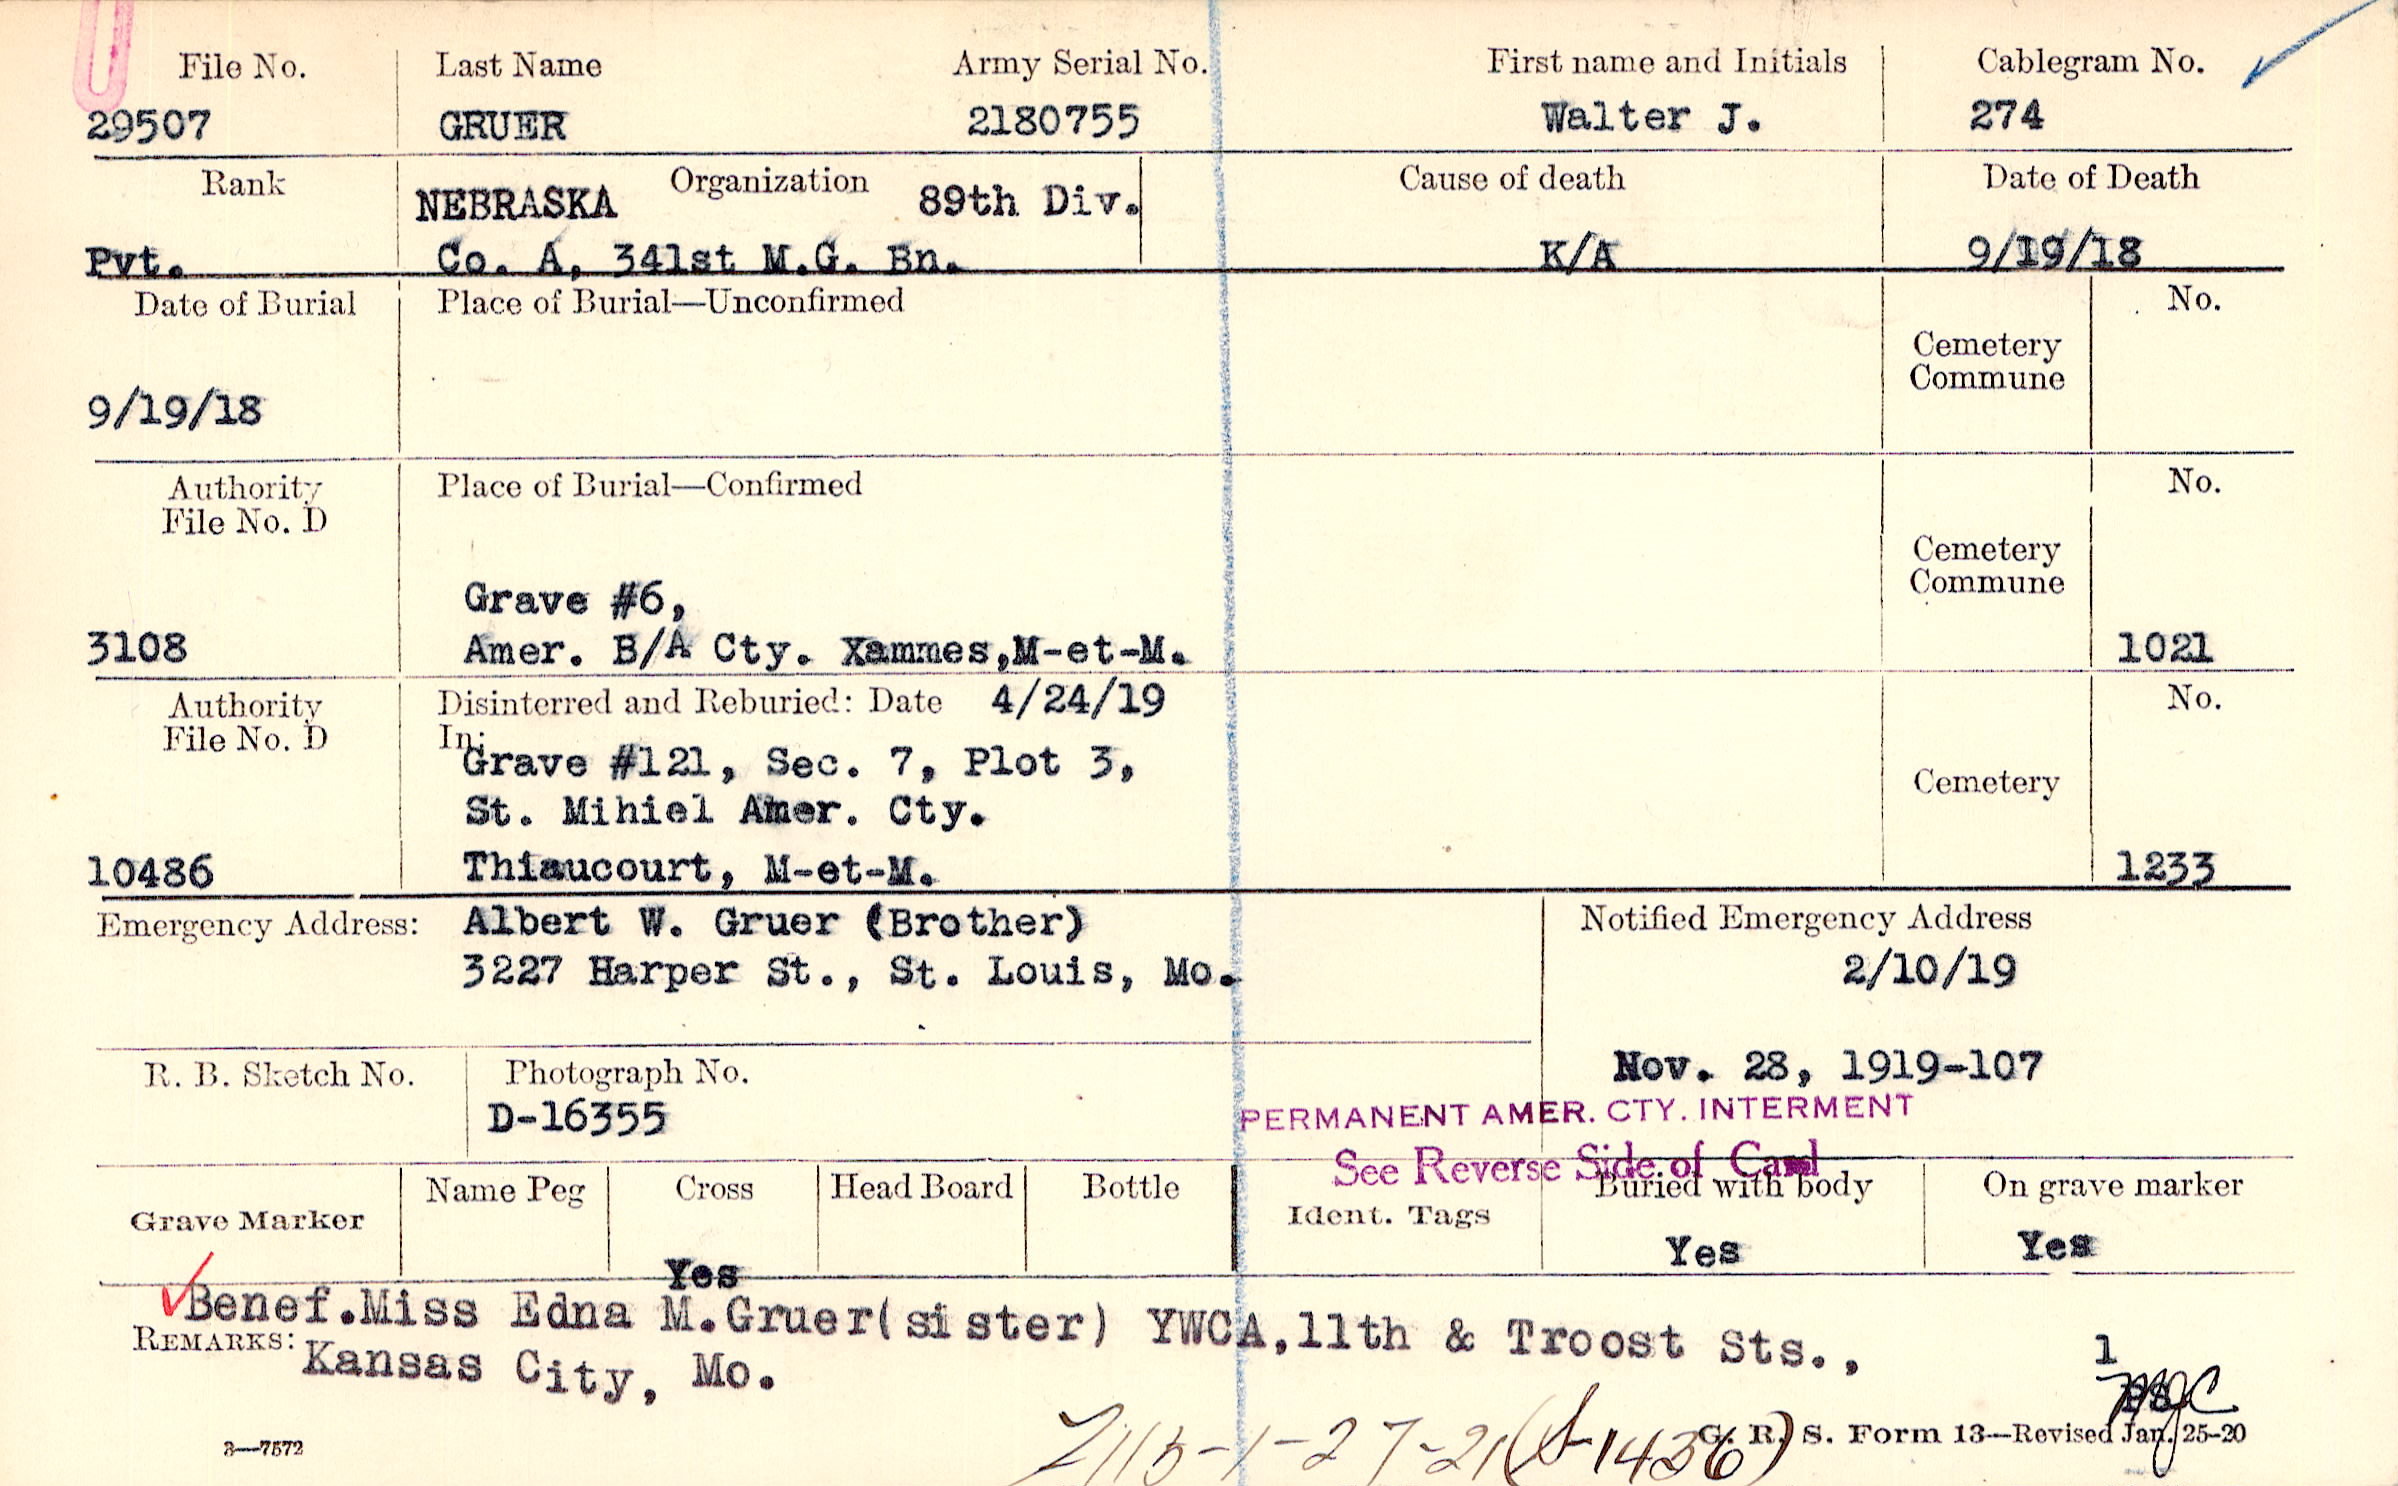 File No. Last Name Army Serial No. First name and Initials Cablegram No.
29507 GRUER 2180755 Walter J. 274
Rank Organization Cause of death Date of Death
NEBRASKA 89th Div.
Pvt. Co. A, 341st M.G. Bn. K/A 9/19/18
Date of Burial Place of Burial—Unconfirmed No.
Cemetery
Commune
9/19/18
Authority Place of Burial—Confirmed No.
File No. D
Cemetery
Commune
Grave #6,
3108 Amer. B/A Cty. Xammes,M-et-M. 1021
Authority Disinterred and Reburied: Date 4/24/19 No.
File No. D In:
Grave #121, Sec. 7, Plot 3,
Cemetery
St. Mihiel Amer. Cty.
10486 Thiaucourt, M-et-M. 1233
Emergency Address: Albert W. Gruer (Brother) Notified Emergency Address
3227 Harper St., St. Louis, Mo. 2/10/19
R. B. Sketch No. Photograph No. Nov. 28, 1919-107
D-16355
PERMANENT AMER. CTY. INTERMENT
See Reverse Side of Card
Grave Marker Name Peg Cross Head Board Bottle Ident. Tags Buried with body On grave marker
Yes Yes Yes
Benef.Miss Edna M.Gruer(sister) YWCA,11th & Troost Sts.,
REMARKS: Kansas City, Mo.
1
3—7572 G. R. S. Form 13—Revised Jan. 25-20